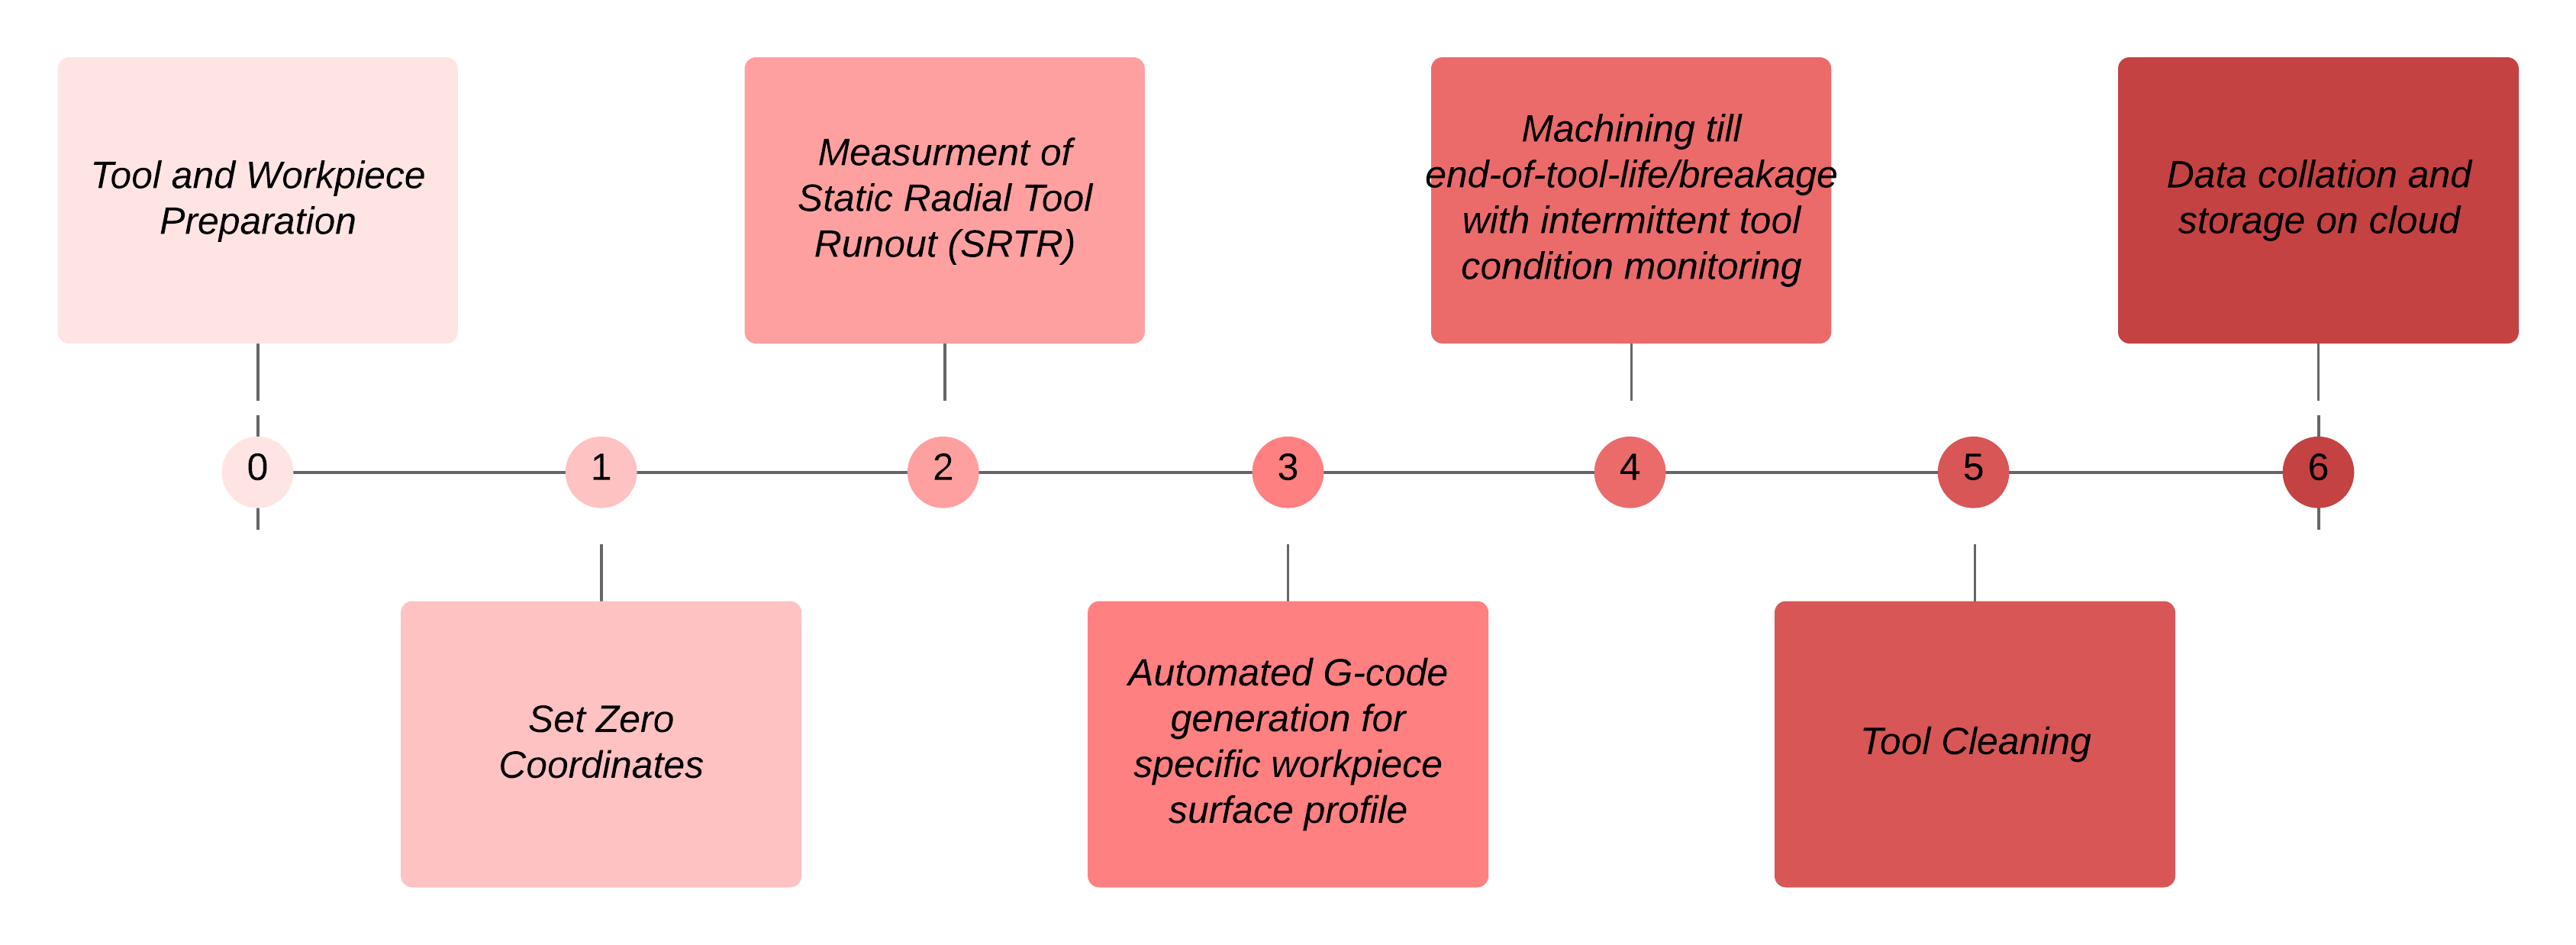 Tool and Workpiece
Preparation
Measurment of
Static Radial Tool
Runout (SRTR)
Machining till
end-of-tool-life/breakage
with intermittent tool
condition monitoring
Data collation and
storage on cloud
0
1
2
3
4
5
6
Set Zero
Coordinates
Automated G-code
generation for
specific workpiece
surface profile
Tool Cleaning